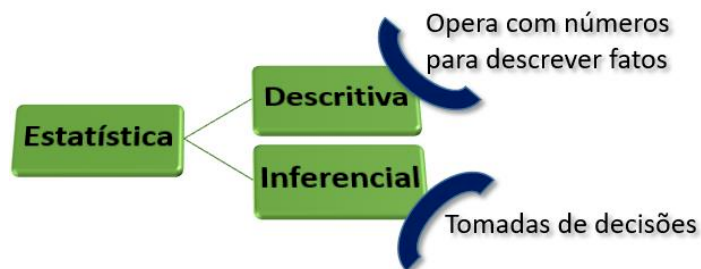 Opera com números
para descrever fatos
Descritiva
Estatística
Inferencial
Tomadas de decisões